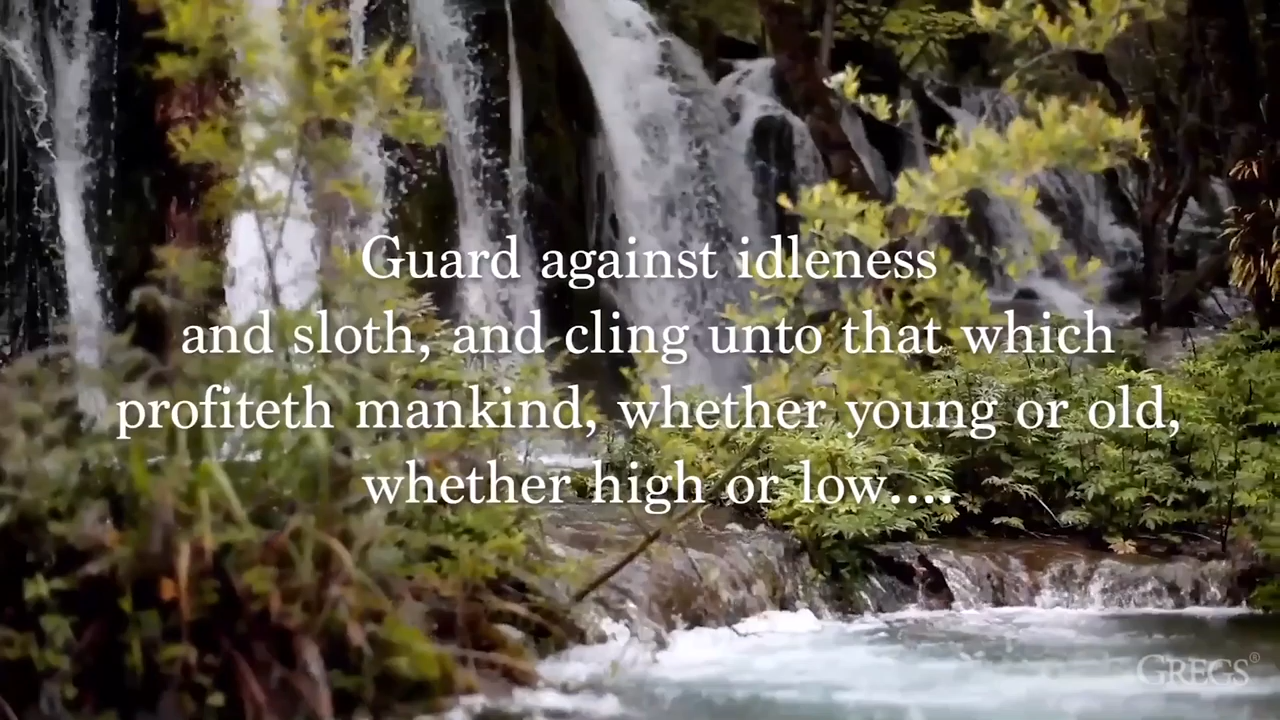 Guard against idleness
and sloth, and cling unto that which
profiteth mankind, whether young or old,
whether high or low....
GREGS®